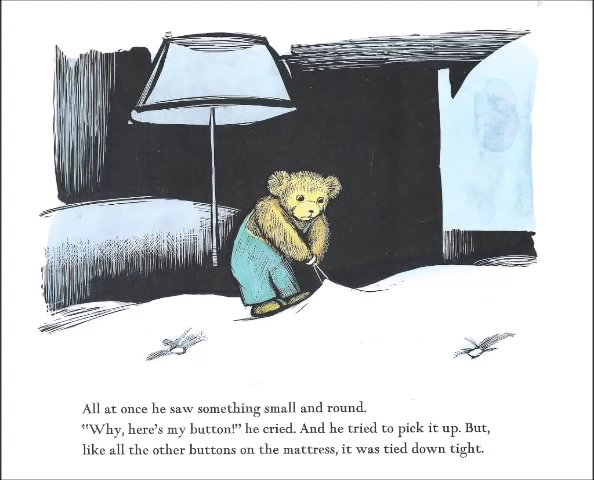 All at once he saw something small and round.
"Why, here's my button!" he cried. And he tried to pick it up. But,
like all the other buttons on the mattress, it was tied down tight.